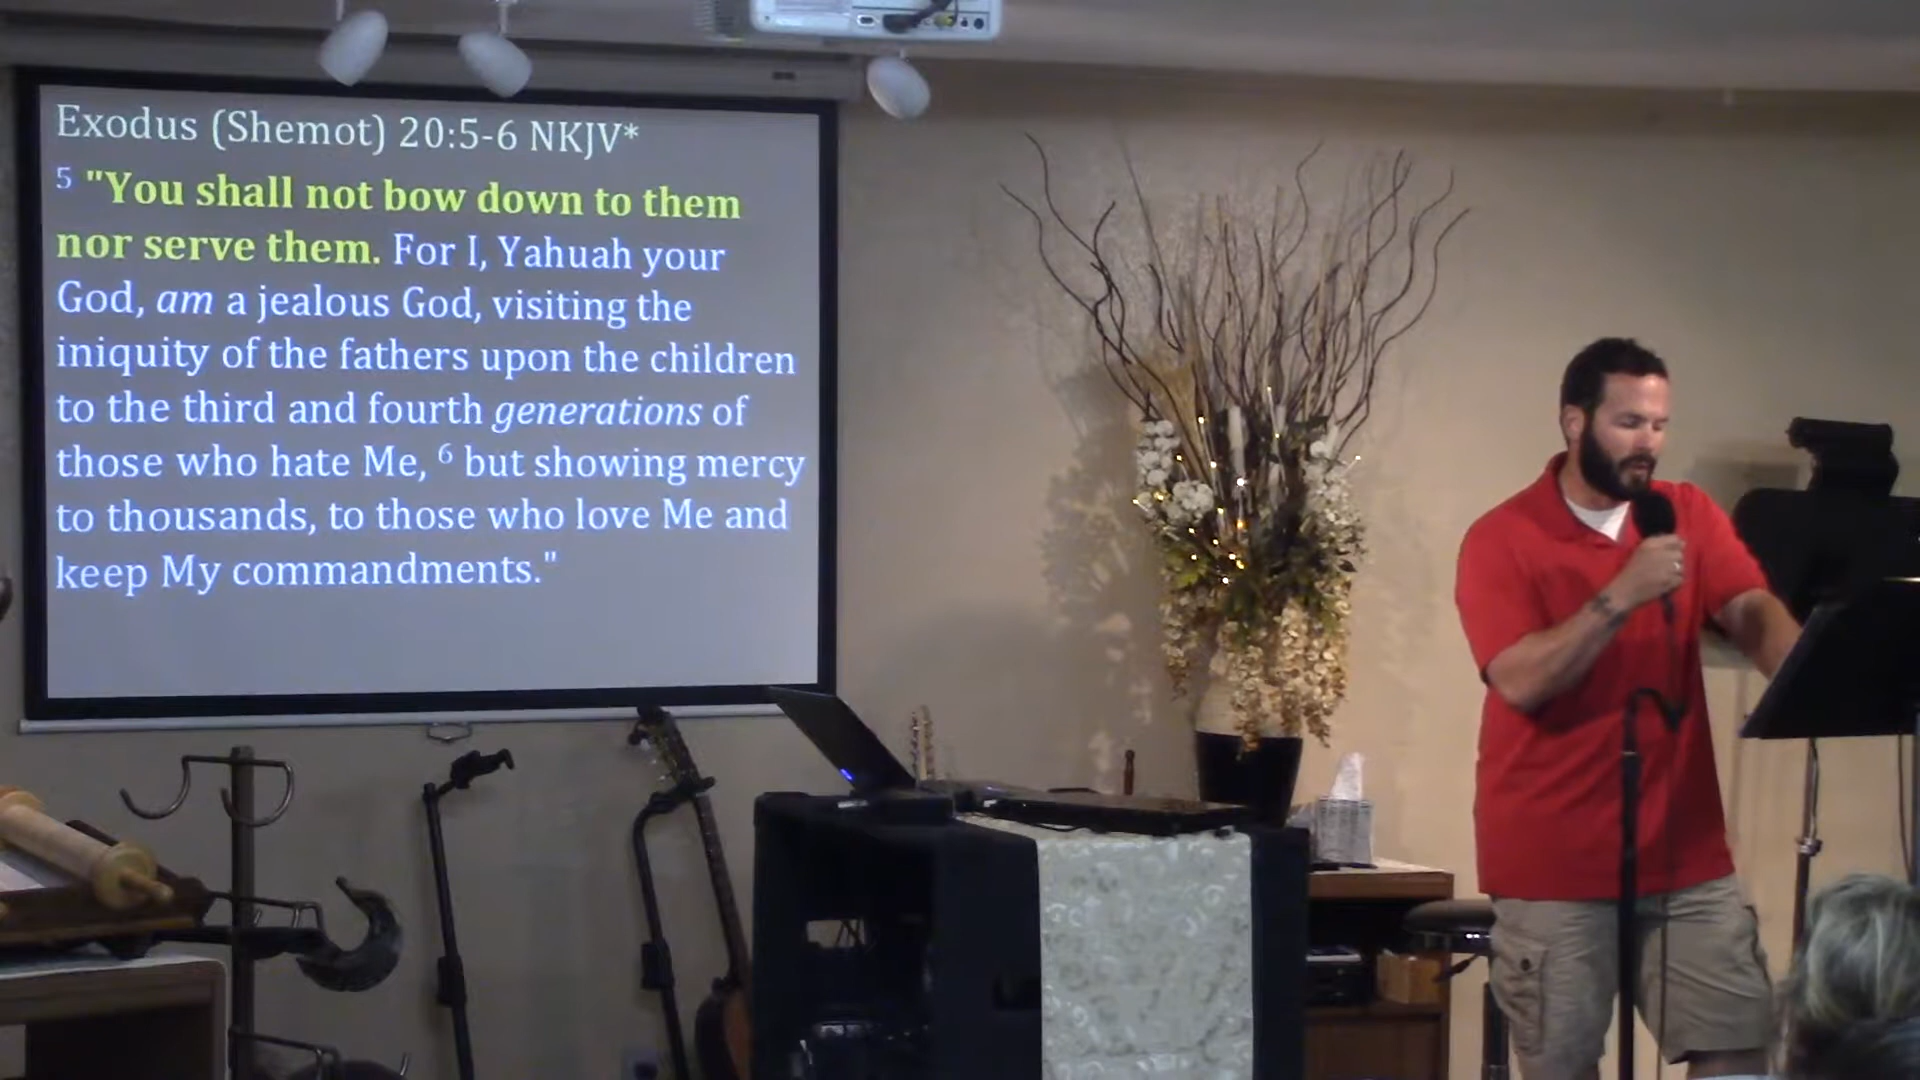 Exodus (Shemot) 20:5-6 NKJV*
5 "You shall not bow down to them
nor serve them. For I, Yahuah your
God, am a jealous God, visiting the
iniquity of the fathers upon the children
to the third and fourth generations of
those who hate Me, 6 but showing mercy
to thousands, to those who love Me and
keep My commandments."